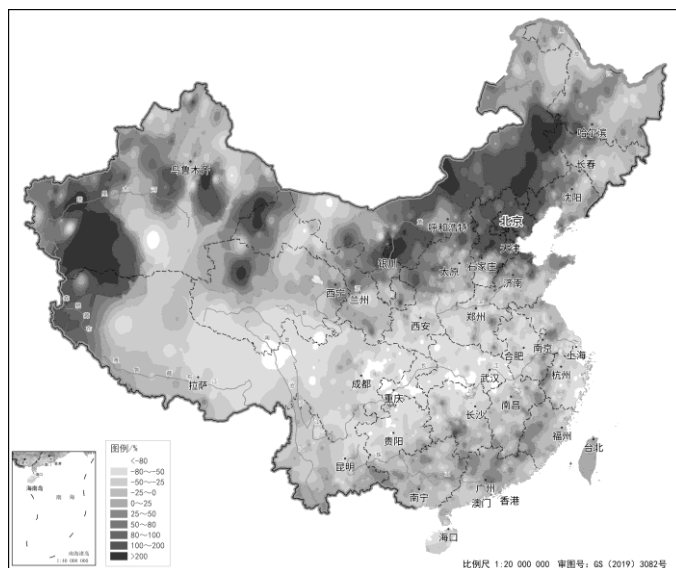 哈尔滨
长春
沈阳
乌鲁木齐
呼和浩特
北京
天津
银川
太原
石家庄
济南
西宁
兰州
西安
郑州
合肥
南京
上海
杭州
拉萨
成都
重庆
武汉
长沙
南昌
贵阳
福州
台北
昆明
南宁
广州
澳门
香港
海口
海南岛
南 海
南海诸岛
1:40 000 000
图例/%
<-80
-80～-50
-50～-25
-25～0
0～25
25～50
50～80
80～100
100～200
>200
比例尺 1:20 000 000 审图号：GS (2019) 3082号